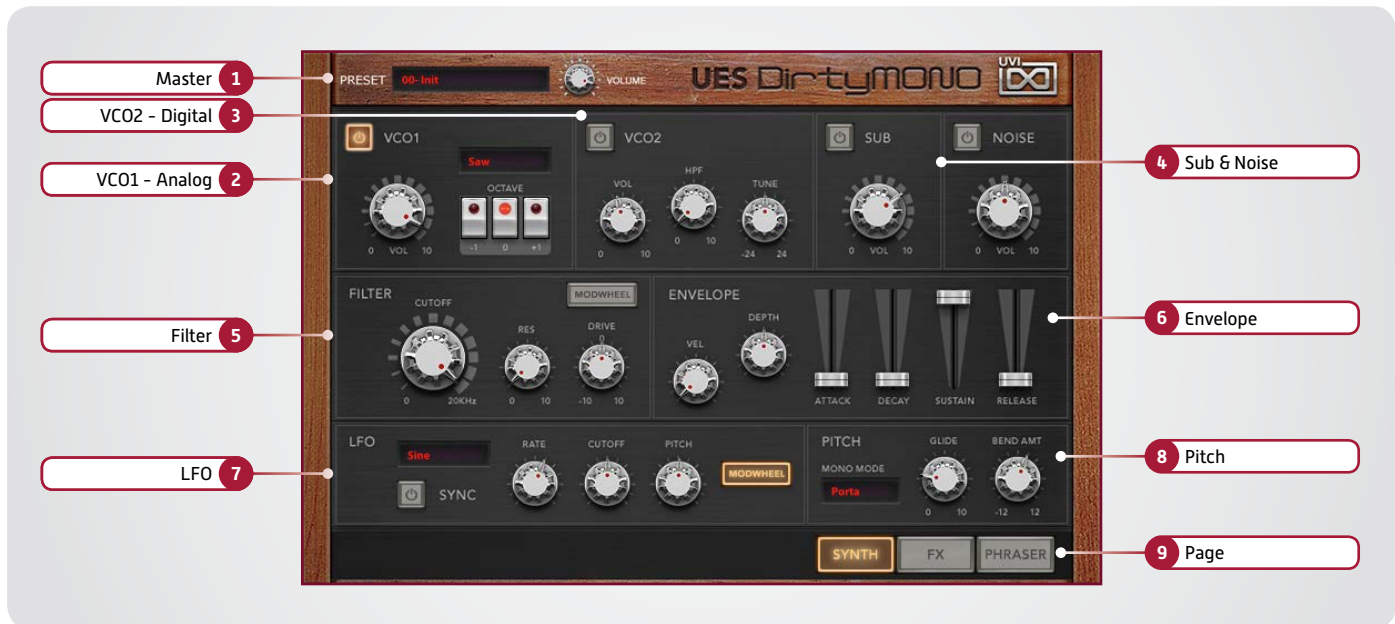 Master 1
VCO2 - Digital 3
VCO1 - Analog 2
Filter 5
LFO 7
PRESET 00- Init VOLUME UES DirtyMONO UVI
VCO1 VCO2 SUB NOISE
Saw
OCTAVE
-1 0 +1
0 VOL 10
VOL HPF TUNE
0 10 0 10 -24 24
0 VOL 10 0 VOL 10
FILTER MODWHEEL
CUTOFF RES DRIVE
0 20KHz 0 10 -10 0 10
ENVELOPE
VEL DEPTH
ATTACK DECAY SUSTAIN RELEASE
LFO
Sine
SYNC
RATE CUTOFF PITCH
MODWHEEL
PITCH GLIDE BEND AMT
MONO MODE
Porta
0 10 -12 12
SYNTH FX PHRASER
4 Sub & Noise
6 Envelope
8 Pitch
9 Page